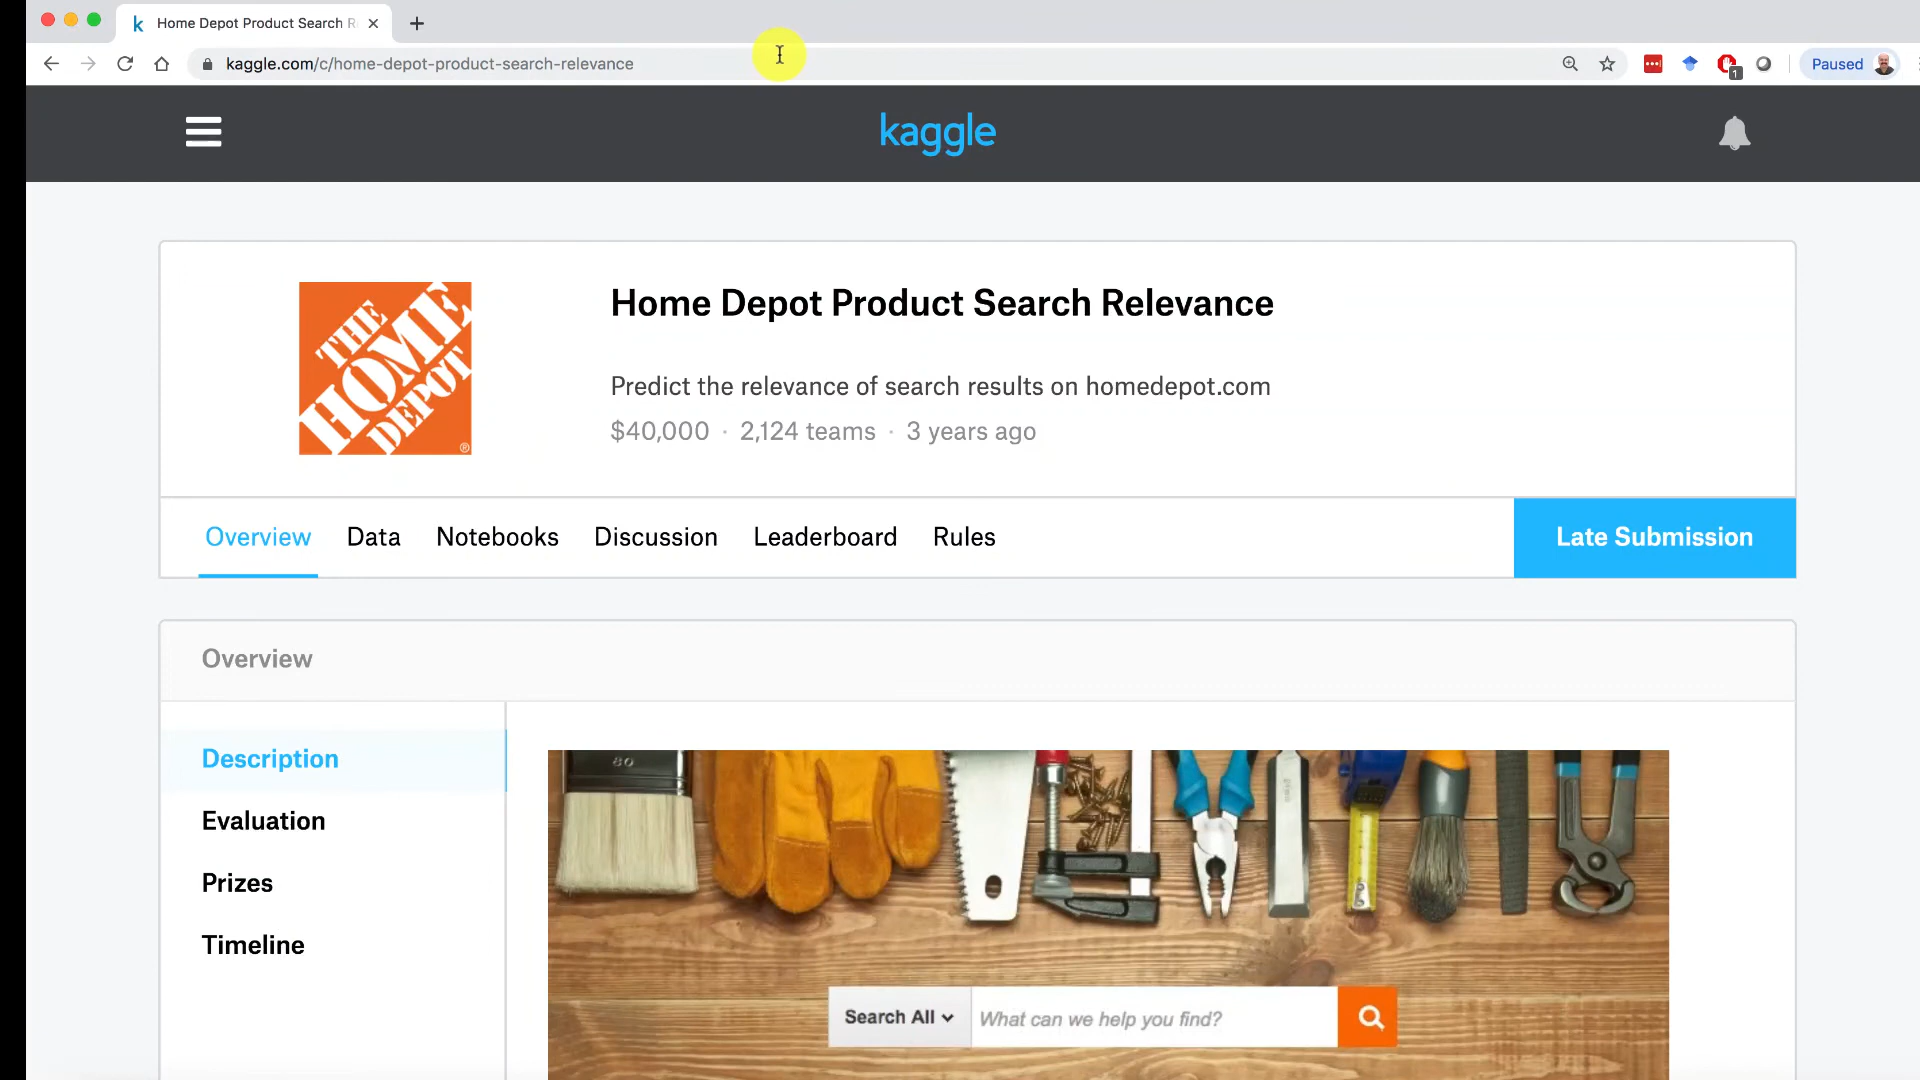 Home Depot Product Search R
kaggle.com/c/home-depot-product-search-relevance
1
Paused
kaggle
THE
HOME
DEPOT
®
Home Depot Product Search Relevance
Predict the relevance of search results on homedepot.com
$40,000 · 2,124 teams · 3 years ago
Overview Data Notebooks Discussion Leaderboard Rules
Late Submission
Overview
Description
Evaluation
Prizes
Timeline
80
Search All
What can we help you find?